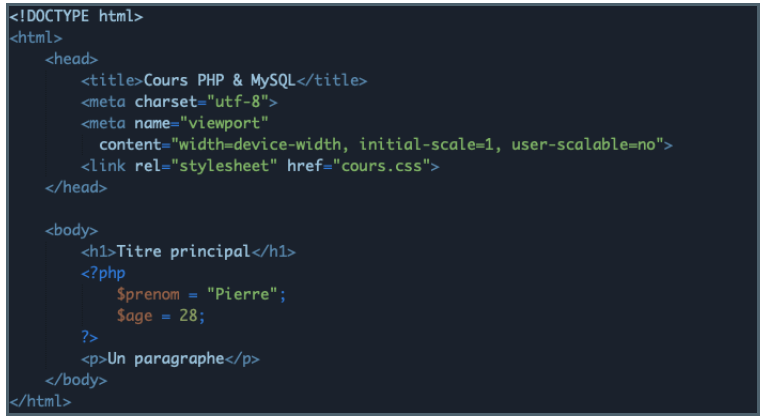 <!DOCTYPE html>
<html>
    <head>
        <title>Cours PHP & MySQL</title>
        <meta charset="utf-8">
        <meta name="viewport"
          content="width=device-width, initial-scale=1, user-scalable=no">
        <link rel="stylesheet" href="cours.css">
    </head>

    <body>
        <h1>Titre principal</h1>
        <?php
            $prenom = "Pierre";
            $age = 28;
        ?>
        <p>Un paragraphe</p>
    </body>
</html>